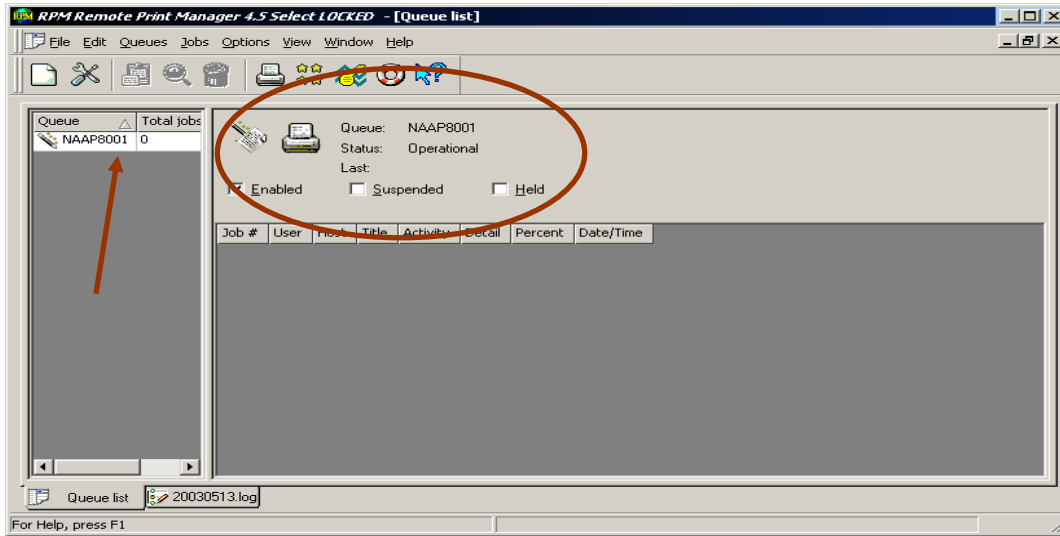 RPM Remote Print Manager 4.5 Select LOCKED - [Queue list]
File Edit Queues Jobs Options View Window Help
Queue Total jobs
NAAP8001 0
Queue: NAAP8001
Status: Operational
Last:
Enabled Suspended Held
Job # User Host Title Activity Detail Percent Date/Time
Queue list 20030513.log
For Help, press F1